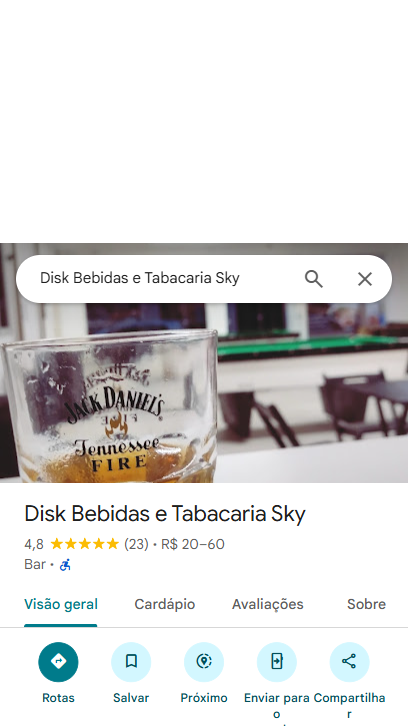 Disk Bebidas e Tabacaria Sky
JACK DANIEL'S
Tennessee
FIRE
Disk Bebidas e Tabacaria Sky
4,8 (23) • R$ 20–60
Bar •
Visão geral Cardápio Avaliações Sobre
Rotas Salvar Próximo Enviar para o Compartilhar